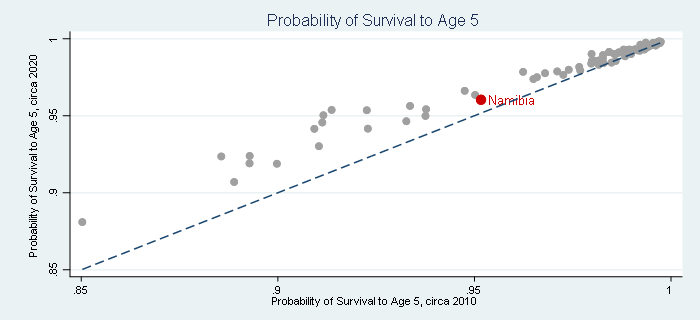 Probability of Survival to Age 5
Probability of Survival to Age 5, circa 2020
1
.95
.9
.85
Namibia
.85
.9
.95
1
Probability of Survival to Age 5, circa 2010